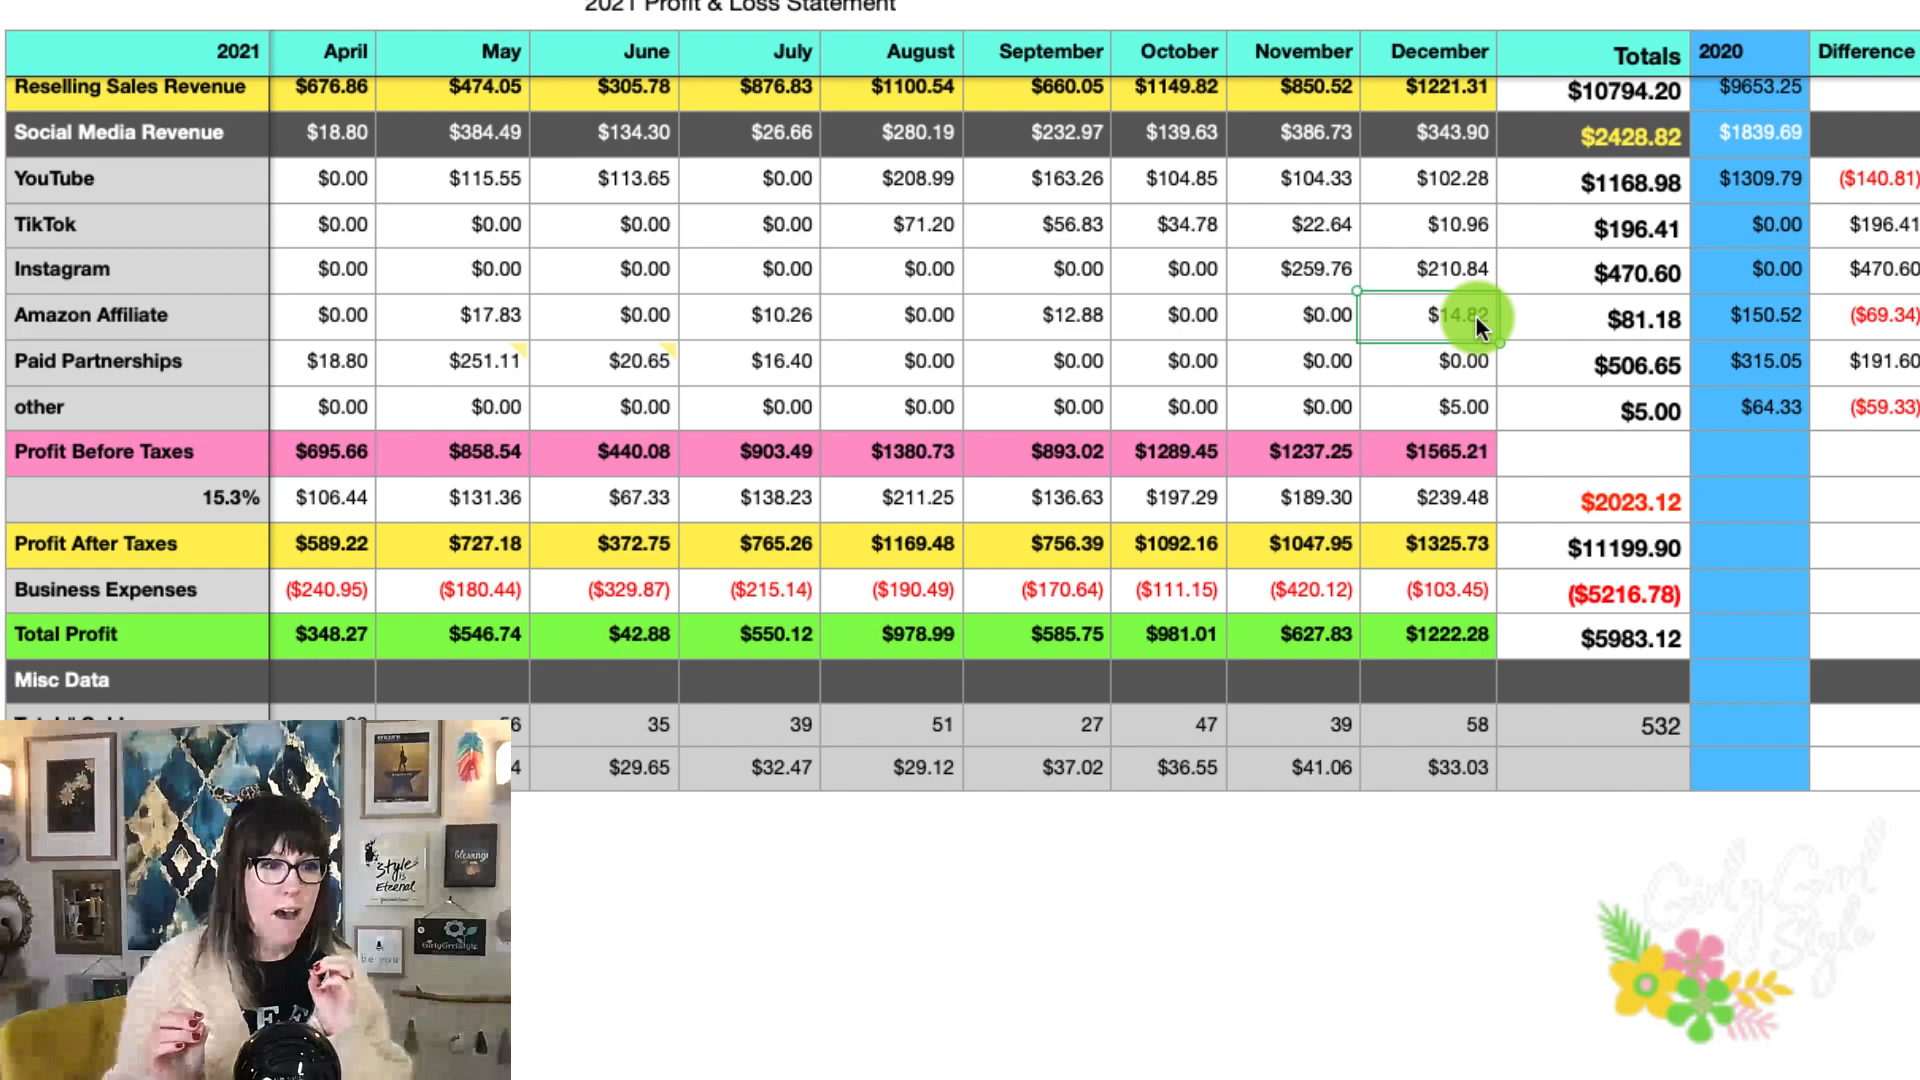 2021 Profit & Loss Statement
2021 April May June July August September October November December Totals 2020 Difference
Reselling Sales Revenue $676.86 $474.05 $305.78 $876.83 $1100.54 $660.05 $1149.82 $850.52 $1221.31 $10794.20 $9653.25
Social Media Revenue $18.80 $384.49 $134.30 $26.66 $280.19 $232.97 $139.63 $386.73 $343.90 $2428.82 $1839.69
YouTube $0.00 $115.55 $113.65 $0.00 $208.99 $163.26 $104.85 $104.33 $102.28 $1168.98 $1309.79 ($140.81)
TikTok $0.00 $0.00 $0.00 $0.00 $71.20 $56.83 $34.78 $22.64 $10.96 $196.41 $0.00 $196.41
Instagram $0.00 $0.00 $0.00 $0.00 $0.00 $0.00 $0.00 $259.76 $210.84 $470.60 $0.00 $470.60
Amazon Affiliate $0.00 $17.83 $0.00 $10.26 $0.00 $12.88 $0.00 $0.00 $14.82 $81.18 $150.52 ($69.34)
Paid Partnerships $18.80 $251.11 $20.65 $16.40 $0.00 $0.00 $0.00 $0.00 $0.00 $506.65 $315.05 $191.60
other $0.00 $0.00 $0.00 $0.00 $0.00 $0.00 $0.00 $0.00 $5.00 $5.00 $64.33 ($59.33)
Profit Before Taxes $695.66 $858.54 $440.08 $903.49 $1380.73 $893.02 $1289.45 $1237.25 $1565.21
15.3% $106.44 $131.36 $67.33 $138.23 $211.25 $136.63 $197.29 $189.30 $239.48 $2023.12
Profit After Taxes $589.22 $727.18 $372.75 $765.26 $1169.48 $756.39 $1092.16 $1047.95 $1325.73 $11199.90
Business Expenses ($240.95) ($180.44) ($329.87) ($215.14) ($190.49) ($170.64) ($111.15) ($420.12) ($103.45) ($5216.78)
Total Profit $348.27 $546.74 $42.88 $550.12 $978.99 $585.75 $981.01 $627.83 $1222.28 $5983.12
Misc Data
6 35 39 51 27 47 39 58 532
4 $29.65 $32.47 $29.12 $37.02 $36.55 $41.06 $33.03
Style
is
Eternal
Blessings
GirlyGrrlStyle
be you
Girly Grrl
Style